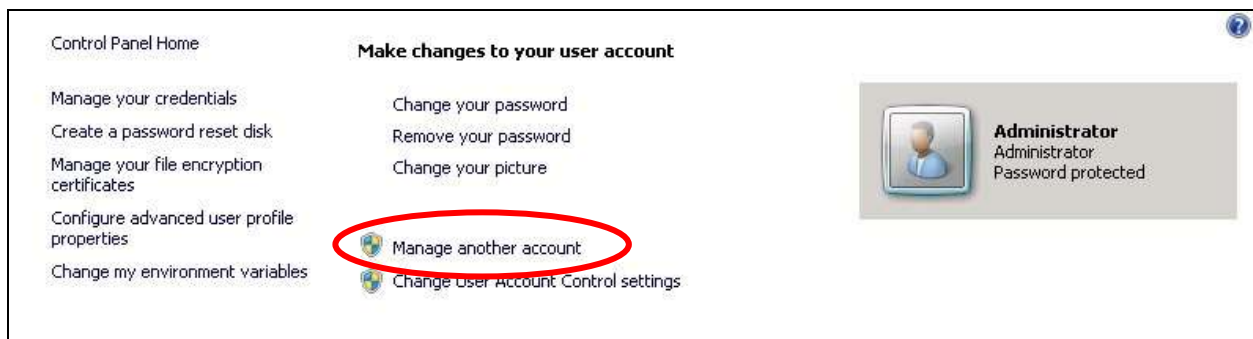 Control Panel Home
Manage your credentials
Create a password reset disk
Manage your file encryption
certificates
Configure advanced user profile
properties
Change my environment variables
Make changes to your user account
Change your password
Remove your password
Change your picture
Manage another account
Change User Account Control settings
?
Administrator
Administrator
Password protected